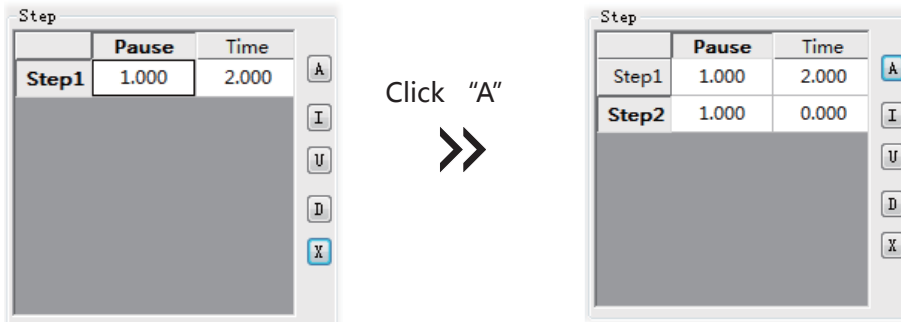 Step
Pause Time
Step1 1.000 2.000
A
I
U
D
X
Click “A”
Step
Pause Time
Step1 1.000 2.000
Step2 1.000 0.000
A
I
U
D
X